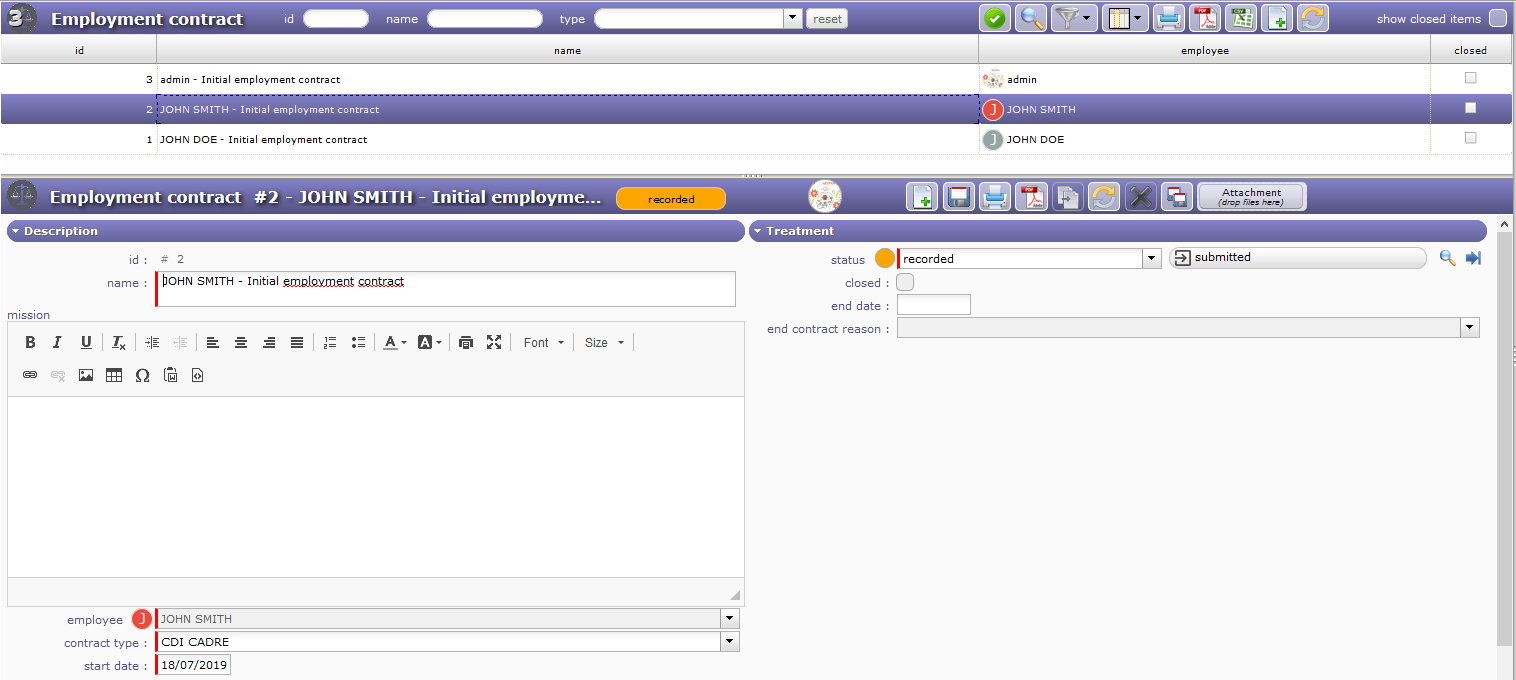 3 Employment contract id name type reset show closed items
id name employee closed
3 admin - Initial employment contract admin
2 JOHN SMITH - Initial employment contract J JOHN SMITH
1 JOHN DOE - Initial employment contract J JOHN DOE
Employment contract #2 - JOHN SMITH - Initial employme... recorded Attachment
(drop files here)
Description
id : # 2
name : JOHN SMITH - Initial employment contract
mission
B I U Tx A A Font Size
Ω
employee J JOHN SMITH
contract type : CDI CADRE
start date : 18/07/2019
Treatment
status recorded submitted
closed :
end date :
end contract reason :